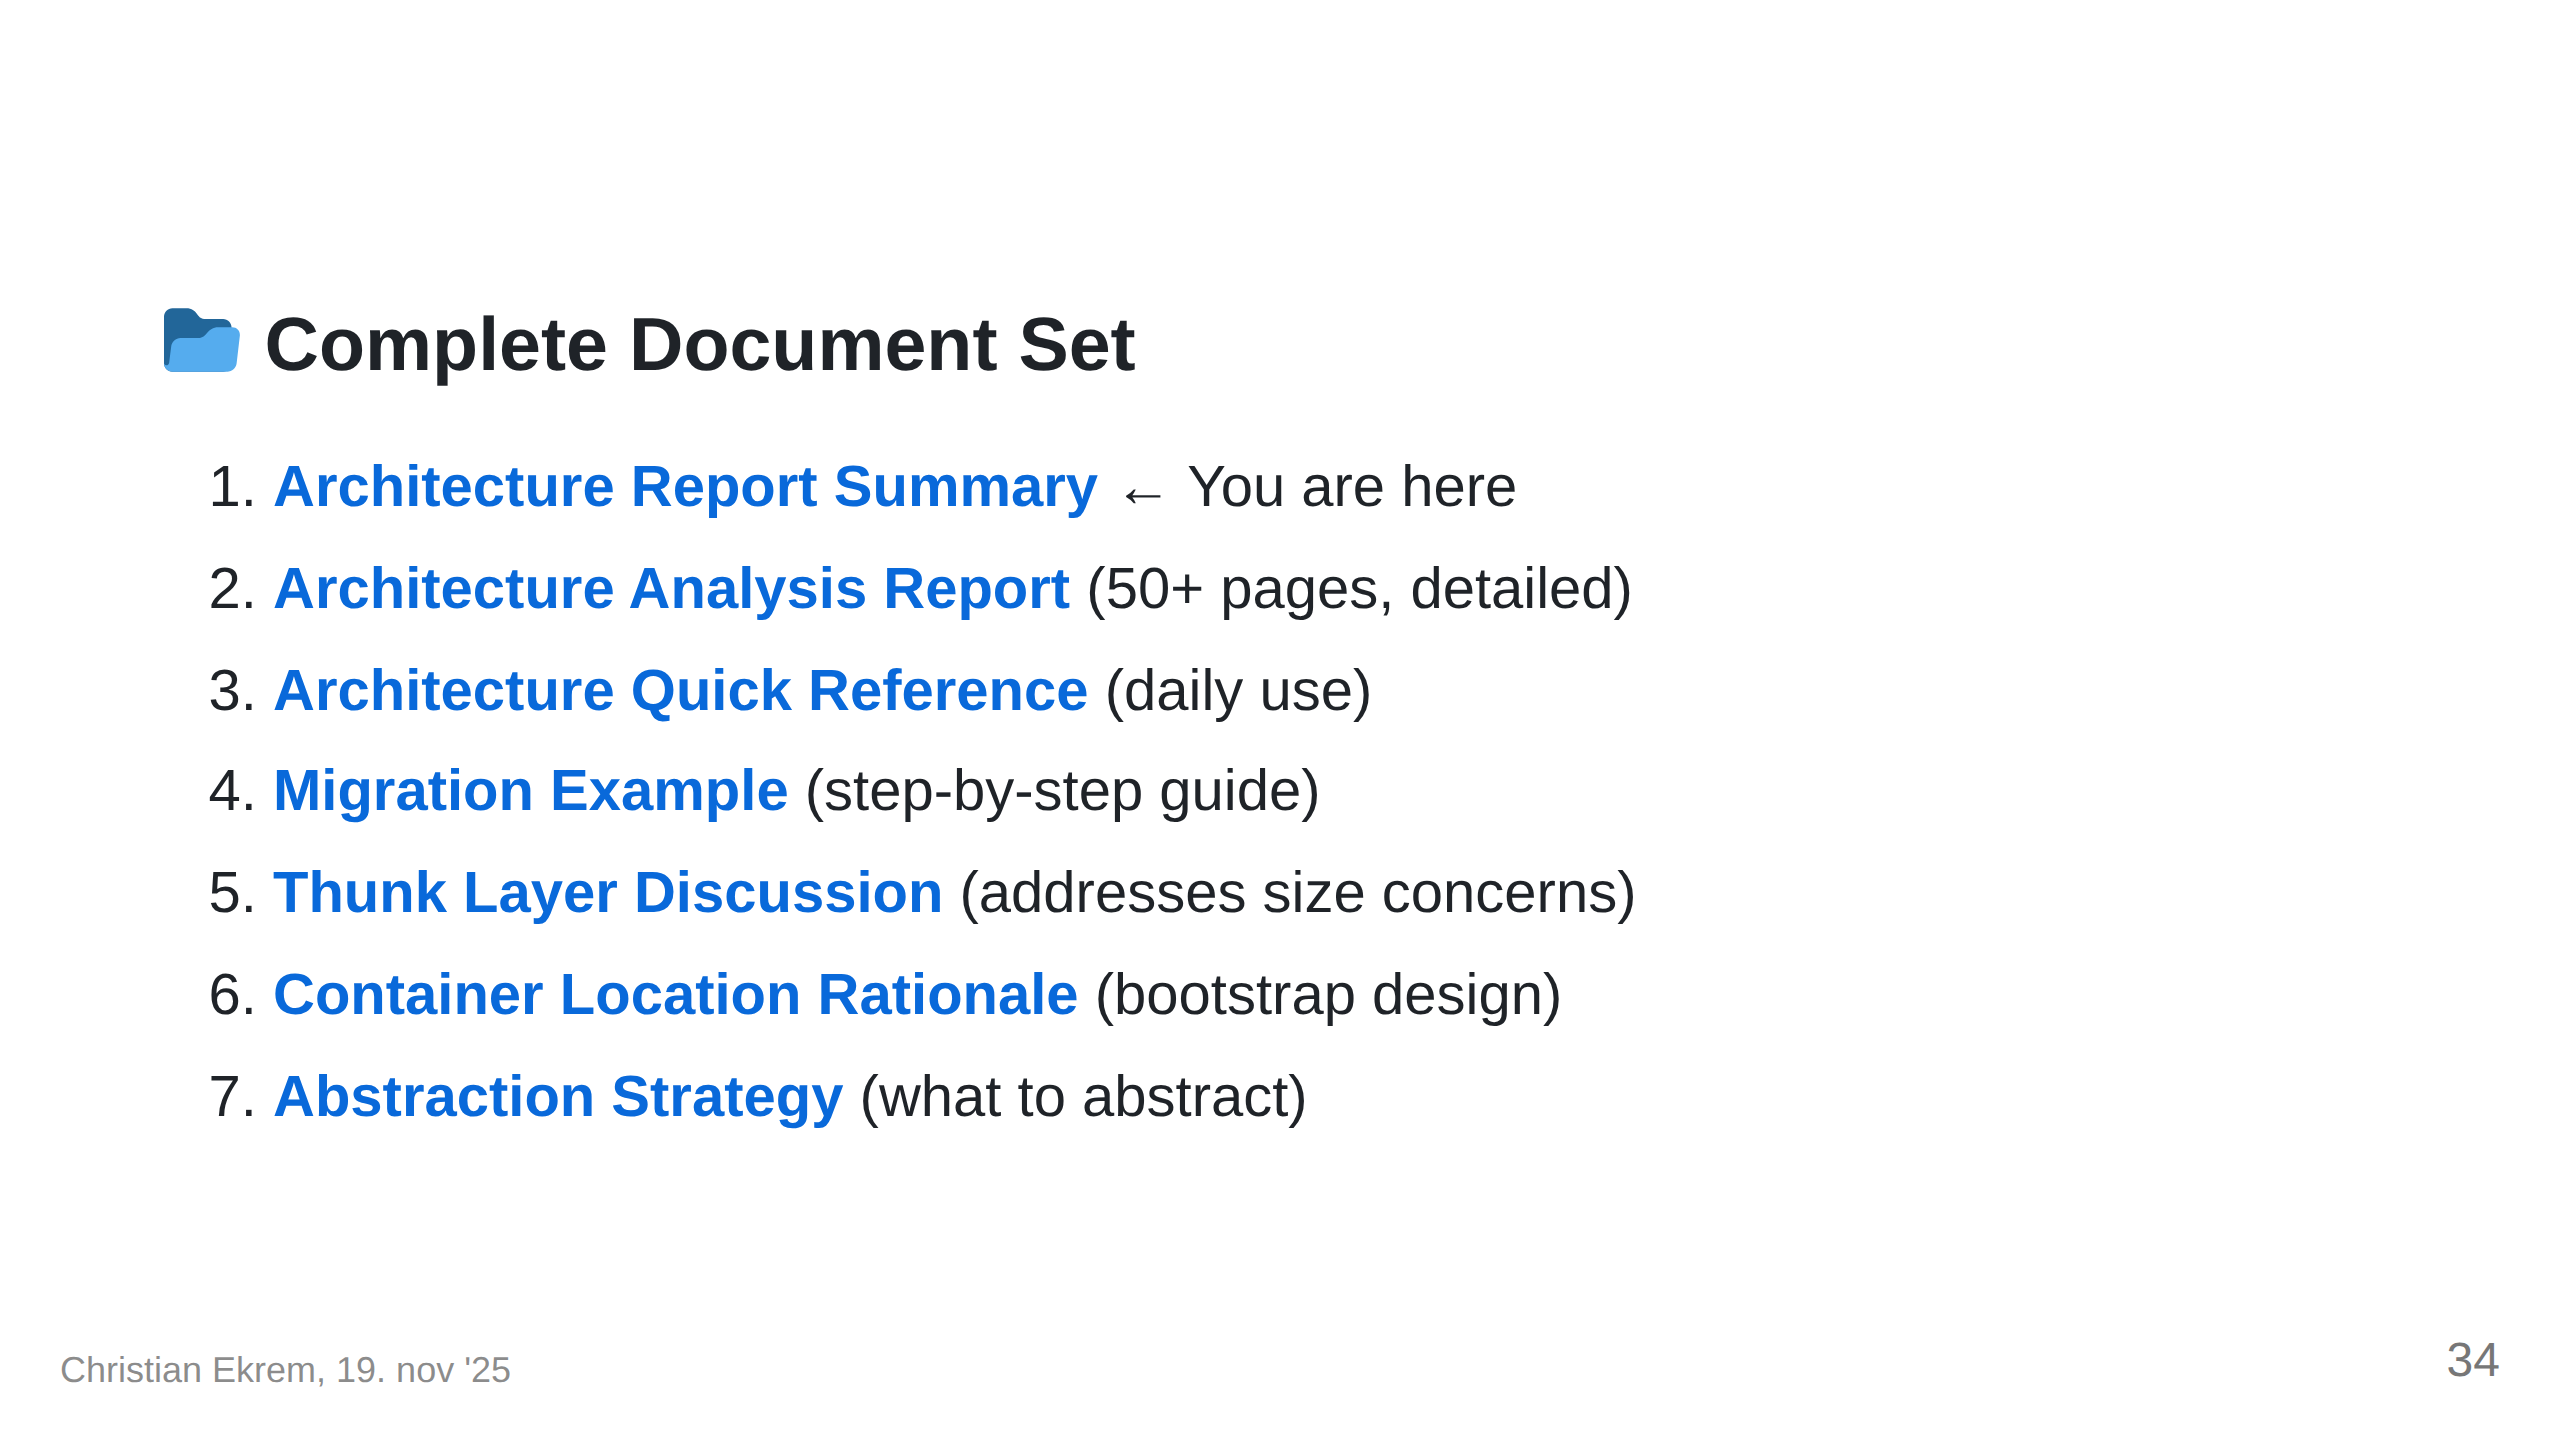 📂 Complete Document Set
1. Architecture Report Summary ← You are here
2. Architecture Analysis Report (50+ pages, detailed)
3. Architecture Quick Reference (daily use)
4. Migration Example (step-by-step guide)
5. Thunk Layer Discussion (addresses size concerns)
6. Container Location Rationale (bootstrap design)
7. Abstraction Strategy (what to abstract)
Christian Ekrem, 19. nov '25
34